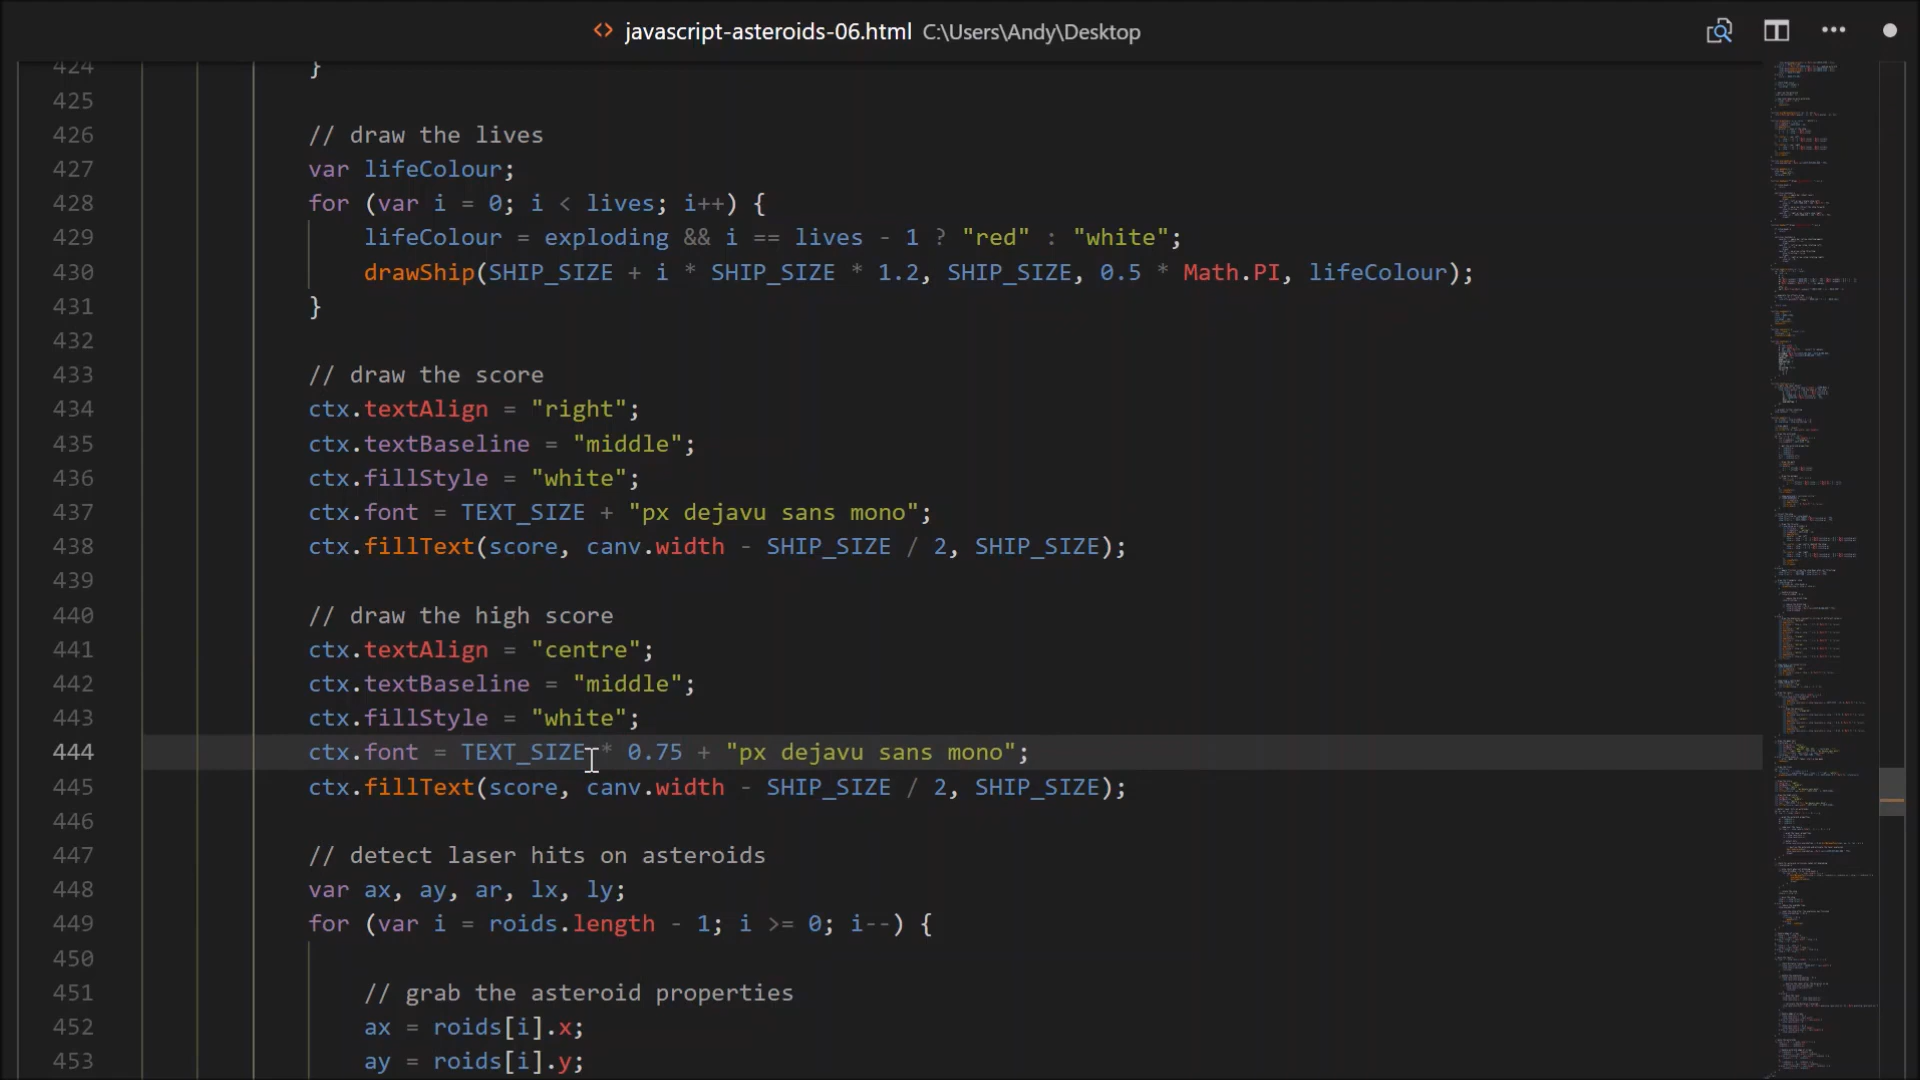 <> javascript-asteroids-06.html C:\Users\Andy\Desktop
424 }
425
426 // draw the lives
427 var lifeColour;
428 for (var i = 0; i < lives; i++) {
429 lifeColour = exploding && i == lives - 1 ? "red" : "white";
430 drawShip(SHIP_SIZE + i * SHIP_SIZE * 1.2, SHIP_SIZE, 0.5 * Math.PI, lifeColour);
431 }
432
433 // draw the score
434 ctx.textAlign = "right";
435 ctx.textBaseline = "middle";
436 ctx.fillStyle = "white";
437 ctx.font = TEXT_SIZE + "px dejavu sans mono";
438 ctx.fillText(score, canv.width - SHIP_SIZE / 2, SHIP_SIZE);
439
440 // draw the high score
441 ctx.textAlign = "centre";
442 ctx.textBaseline = "middle";
443 ctx.fillStyle = "white";
444 ctx.font = TEXT_SIZE * 0.75 + "px dejavu sans mono";
445 ctx.fillText(score, canv.width - SHIP_SIZE / 2, SHIP_SIZE);
446
447 // detect laser hits on asteroids
448 var ax, ay, ar, lx, ly;
449 for (var i = roids.length - 1; i >= 0; i--) {
450
451 // grab the asteroid properties
452 ax = roids[i].x;
453 ay = roids[i].y;